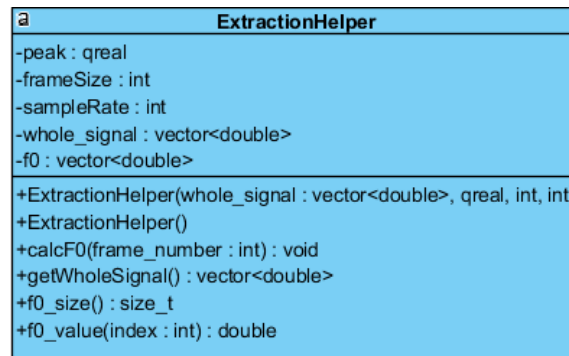 a
ExtractionHelper
-peak : qreal
-frameSize : int
-sampleRate : int
-whole_signal : vector<double>
-f0 : vector<double>
+ExtractionHelper(whole_signal : vector<double>, qreal, int, int
+ExtractionHelper()
+calcF0(frame_number : int) : void
+getWholeSignal() : vector<double>
+f0_size() : size_t
+f0_value(index : int) : double